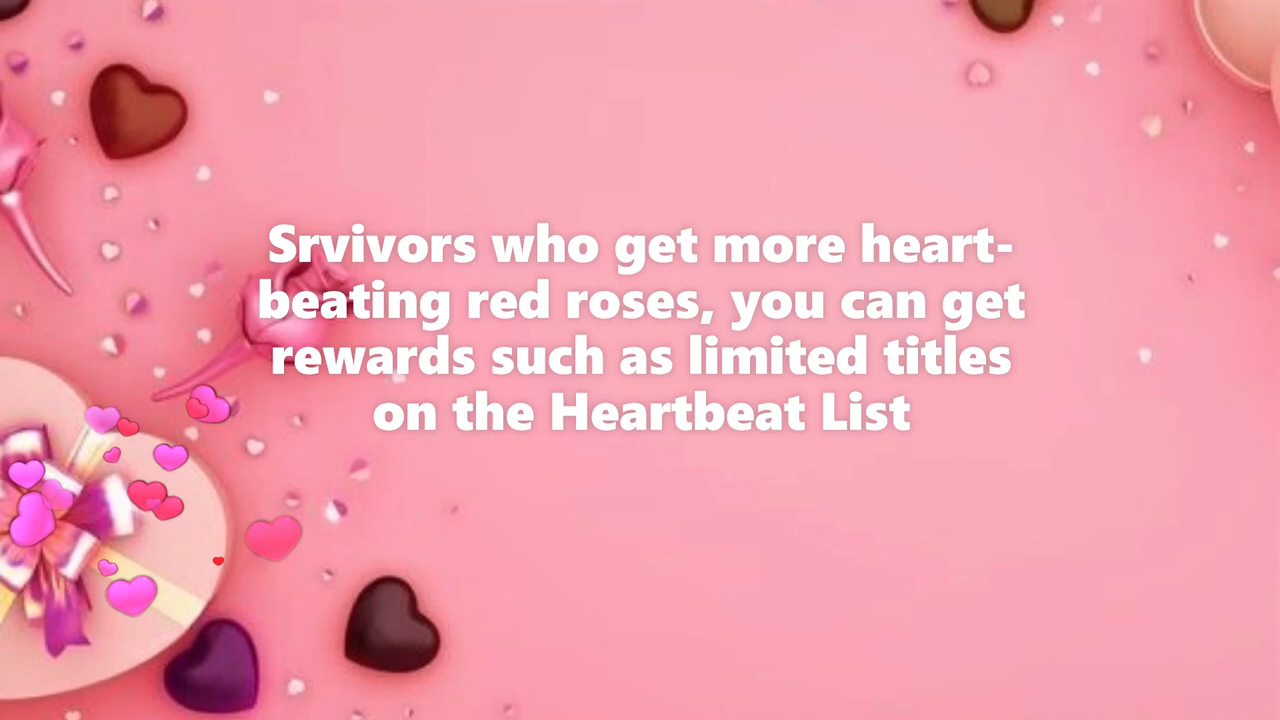 Srvivors who get more heart-
beating red roses, you can get
rewards such as limited titles
on the Heartbeat List